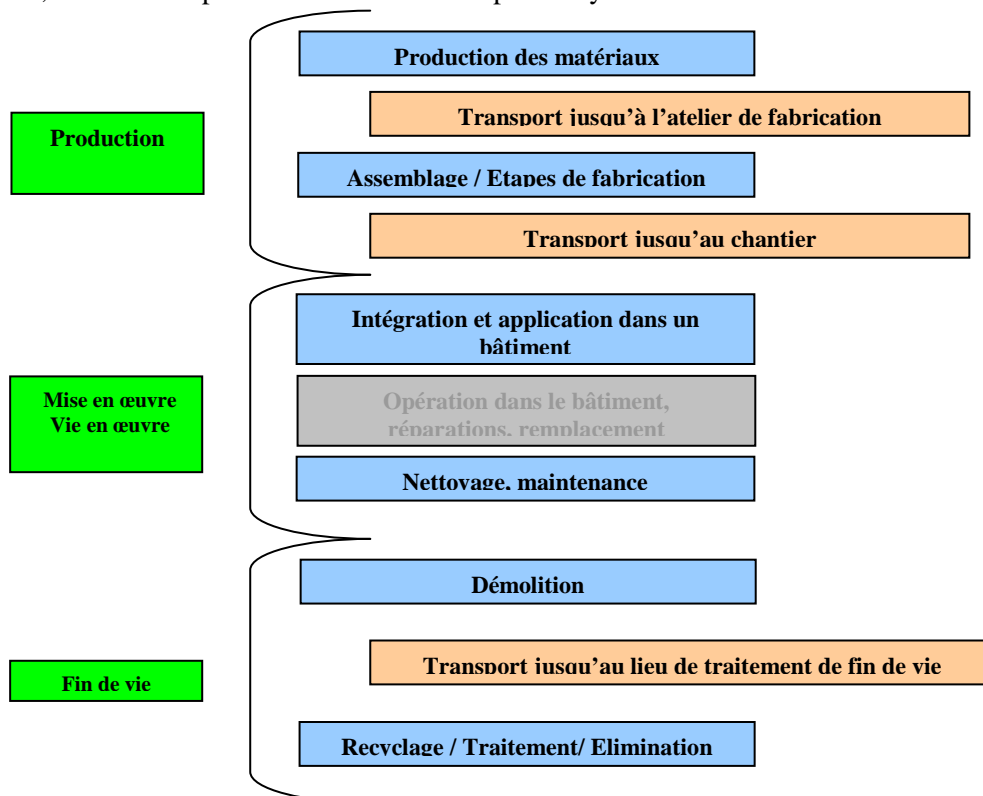 Production des matériaux
Transport jusqu'à l'atelier de fabrication
Production
Assemblage / Etapes de fabrication
Transport jusqu'au chantier
Intégration et application dans un
bâtiment
Mise en œuvre
Vie en œuvre
Opération dans le bâtiment,
réparations, remplacement
Nettoyage, maintenance
Démolition
Transport jusqu'au lieu de traitement de fin de vie
Fin de vie
Recyclage / Traitement/ Elimination